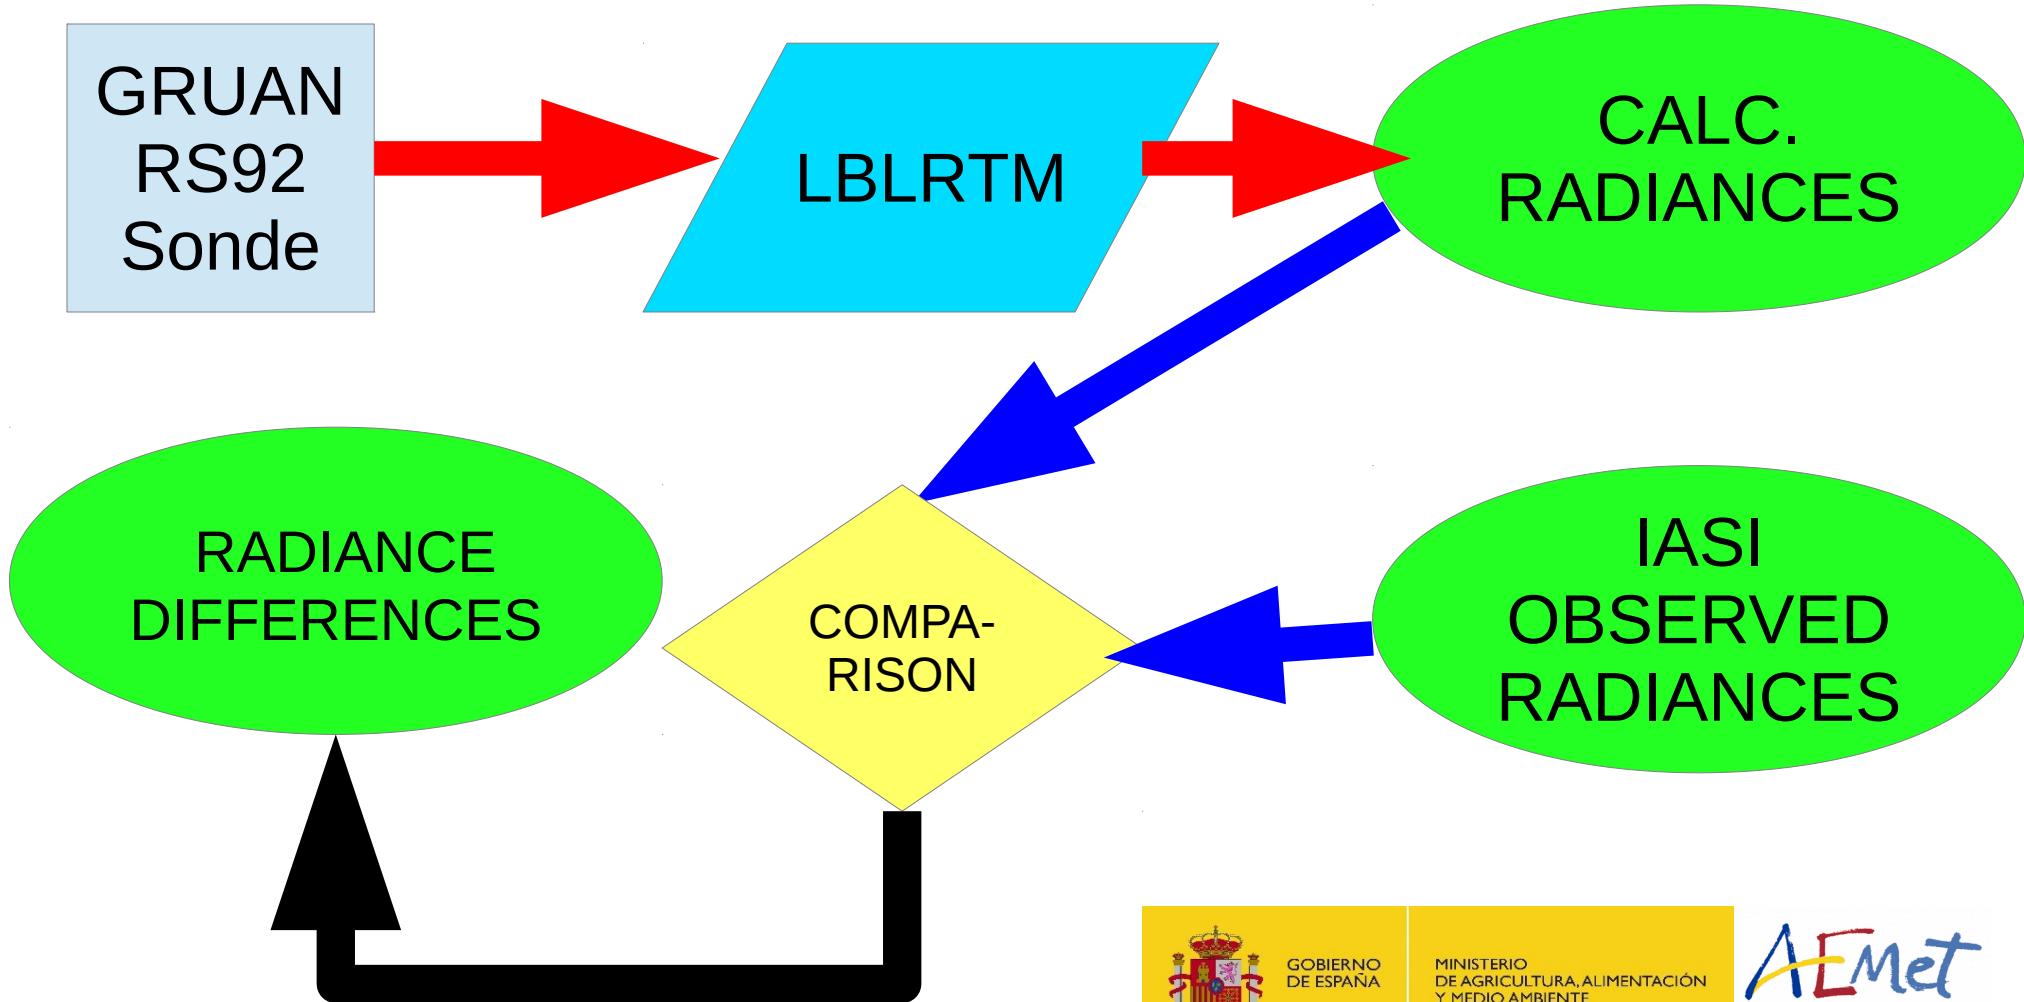 GRUAN
RS92
Sonde
LBLRTM
CALC.
RADIANCES
RADIANCE
DIFFERENCES
COMPA-
RISON
IASI
OBSERVED
RADIANCES
GOBIERNO
DE ESPAÑA
MINISTERIO
DE AGRICULTURA, ALIMENTACIÓN
Y MEDIO AMBIENTE
AEMet